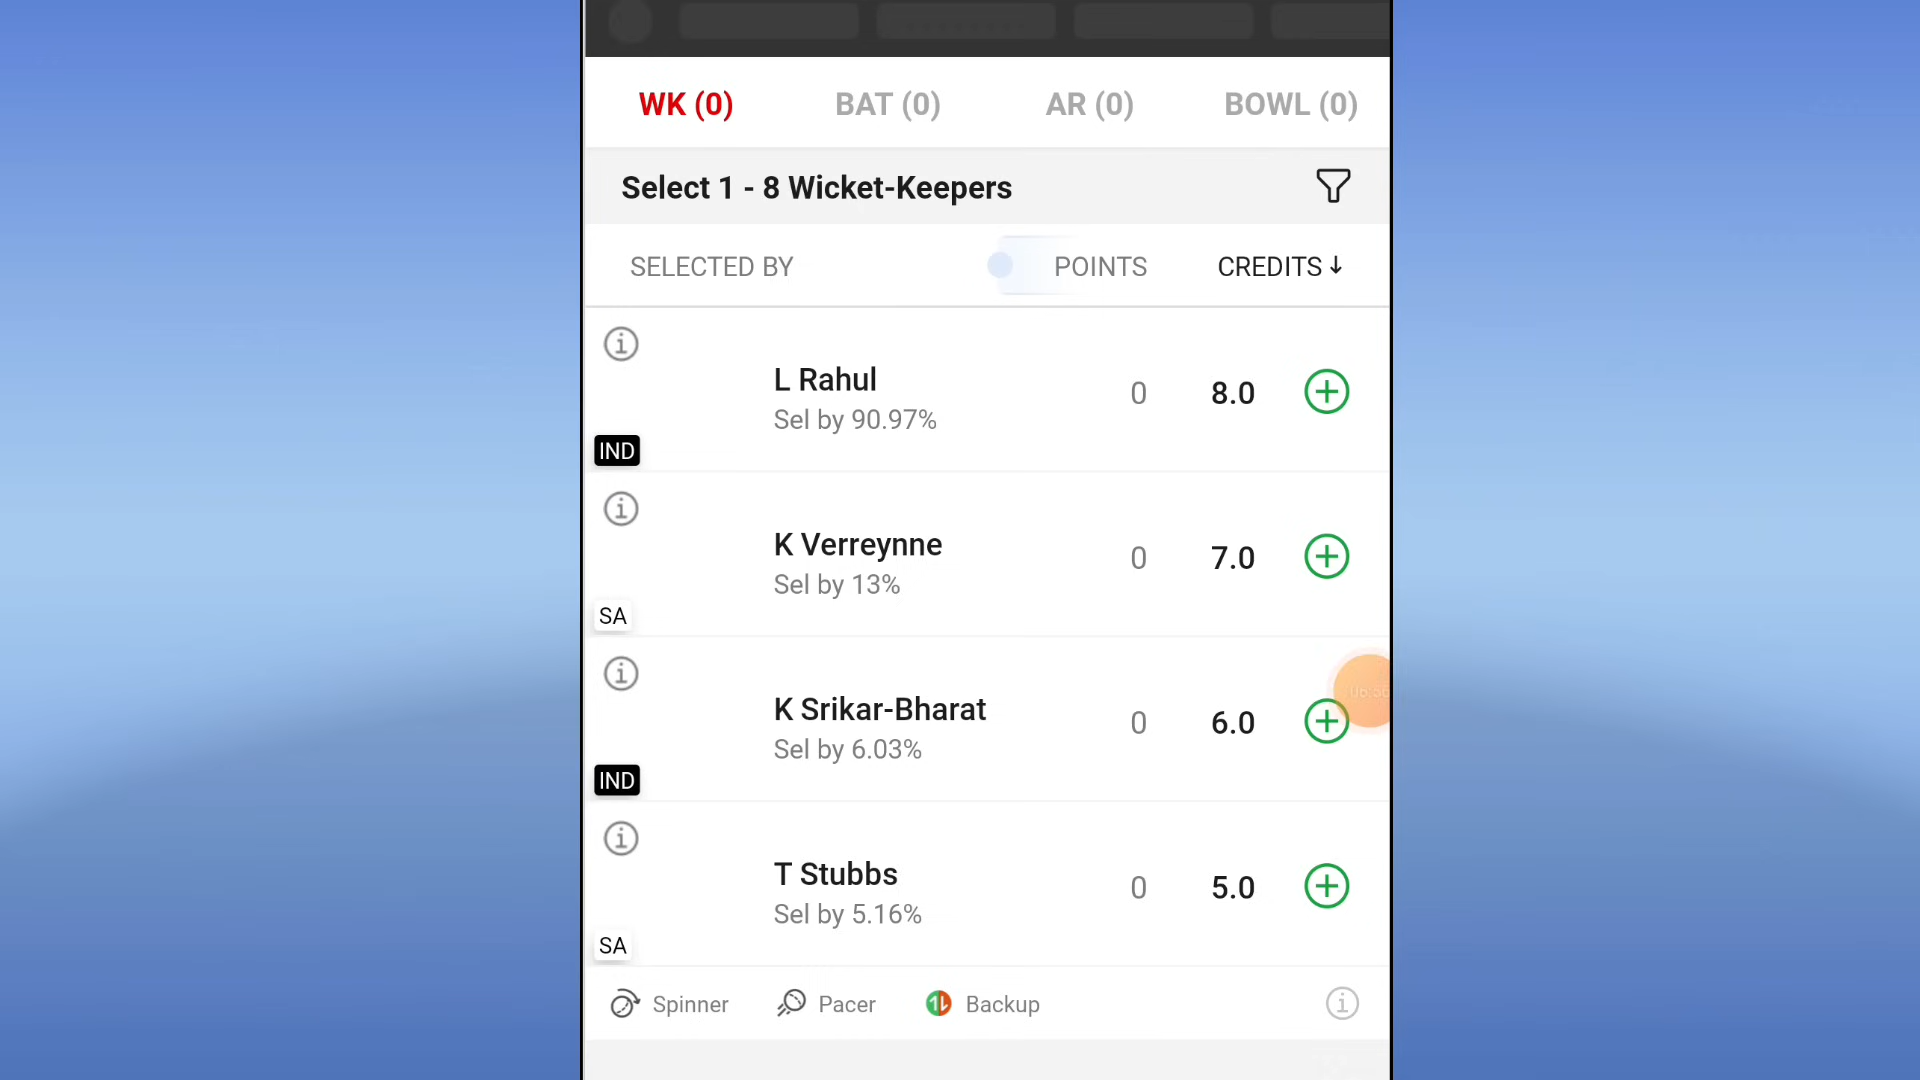 WK (0) BAT (0) AR (0) BOWL (0)
Select 1 - 8 Wicket-Keepers
SELECTED BY POINTS CREDITS↓
L Rahul 0 8.0
Sel by 90.97%
IND
K Verreynne 0 7.0
Sel by 13%
SA
K Srikar-Bharat 0 6.0
Sel by 6.03%
IND
T Stubbs 0 5.0
Sel by 5.16%
SA
Spinner Pacer Backup